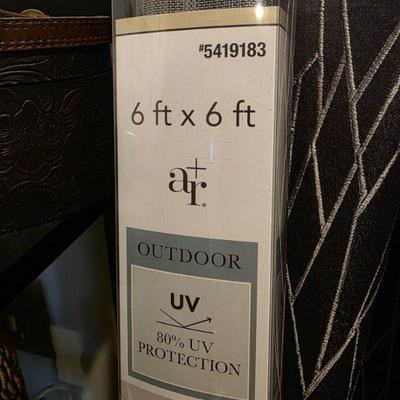 #5419183
6 ft x 6 ft
a+r®
OUTDOOR
UV
80% UV
PROTECTION